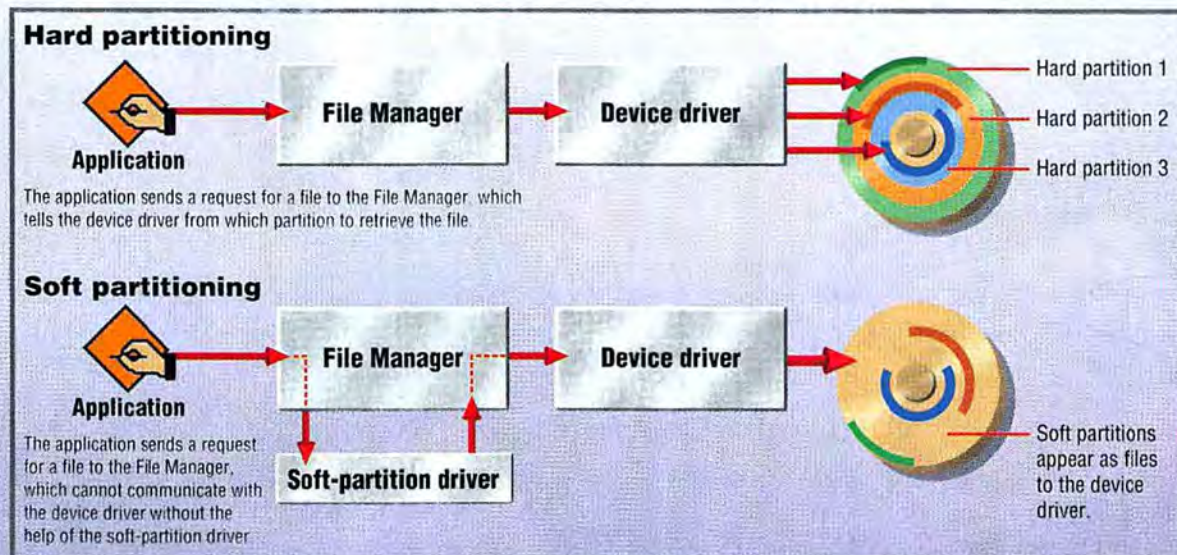 Hard partitioning
Application
File Manager
Device driver
Hard partition 1
Hard partition 2
Hard partition 3
The application sends a request for a file to the File Manager, which
tells the device driver from which partition to retrieve the file.
Soft partitioning
Application
File Manager
Device driver
Soft-partition driver
The application sends a request
for a file to the File Manager,
which cannot communicate with
the device driver without the
help of the soft-partition driver
Soft partitions
appear as files
to the device
driver.